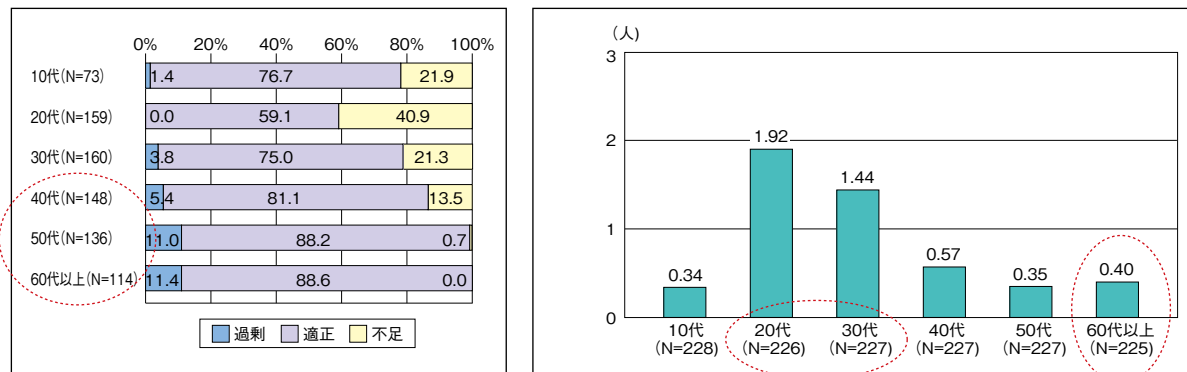 0% 20% 40% 60% 80% 100%
10代(N=73) 1.4 76.7 21.9
20代(N=159) 0.0 59.1 40.9
30代(N=160) 3.8 75.0 21.3
40代(N=148) 5.4 81.1 13.5
50代(N=136) 11.0 88.2 0.7
60代以上(N=114) 11.4 88.6 0.0
過剰 適正 不足
(人)
3
2
1
0
0.34 1.92 1.44 0.57 0.35 0.40
10代 20代 30代 40代 50代 60代以上
(N=228) (N=226) (N=227) (N=227) (N=227) (N=225)